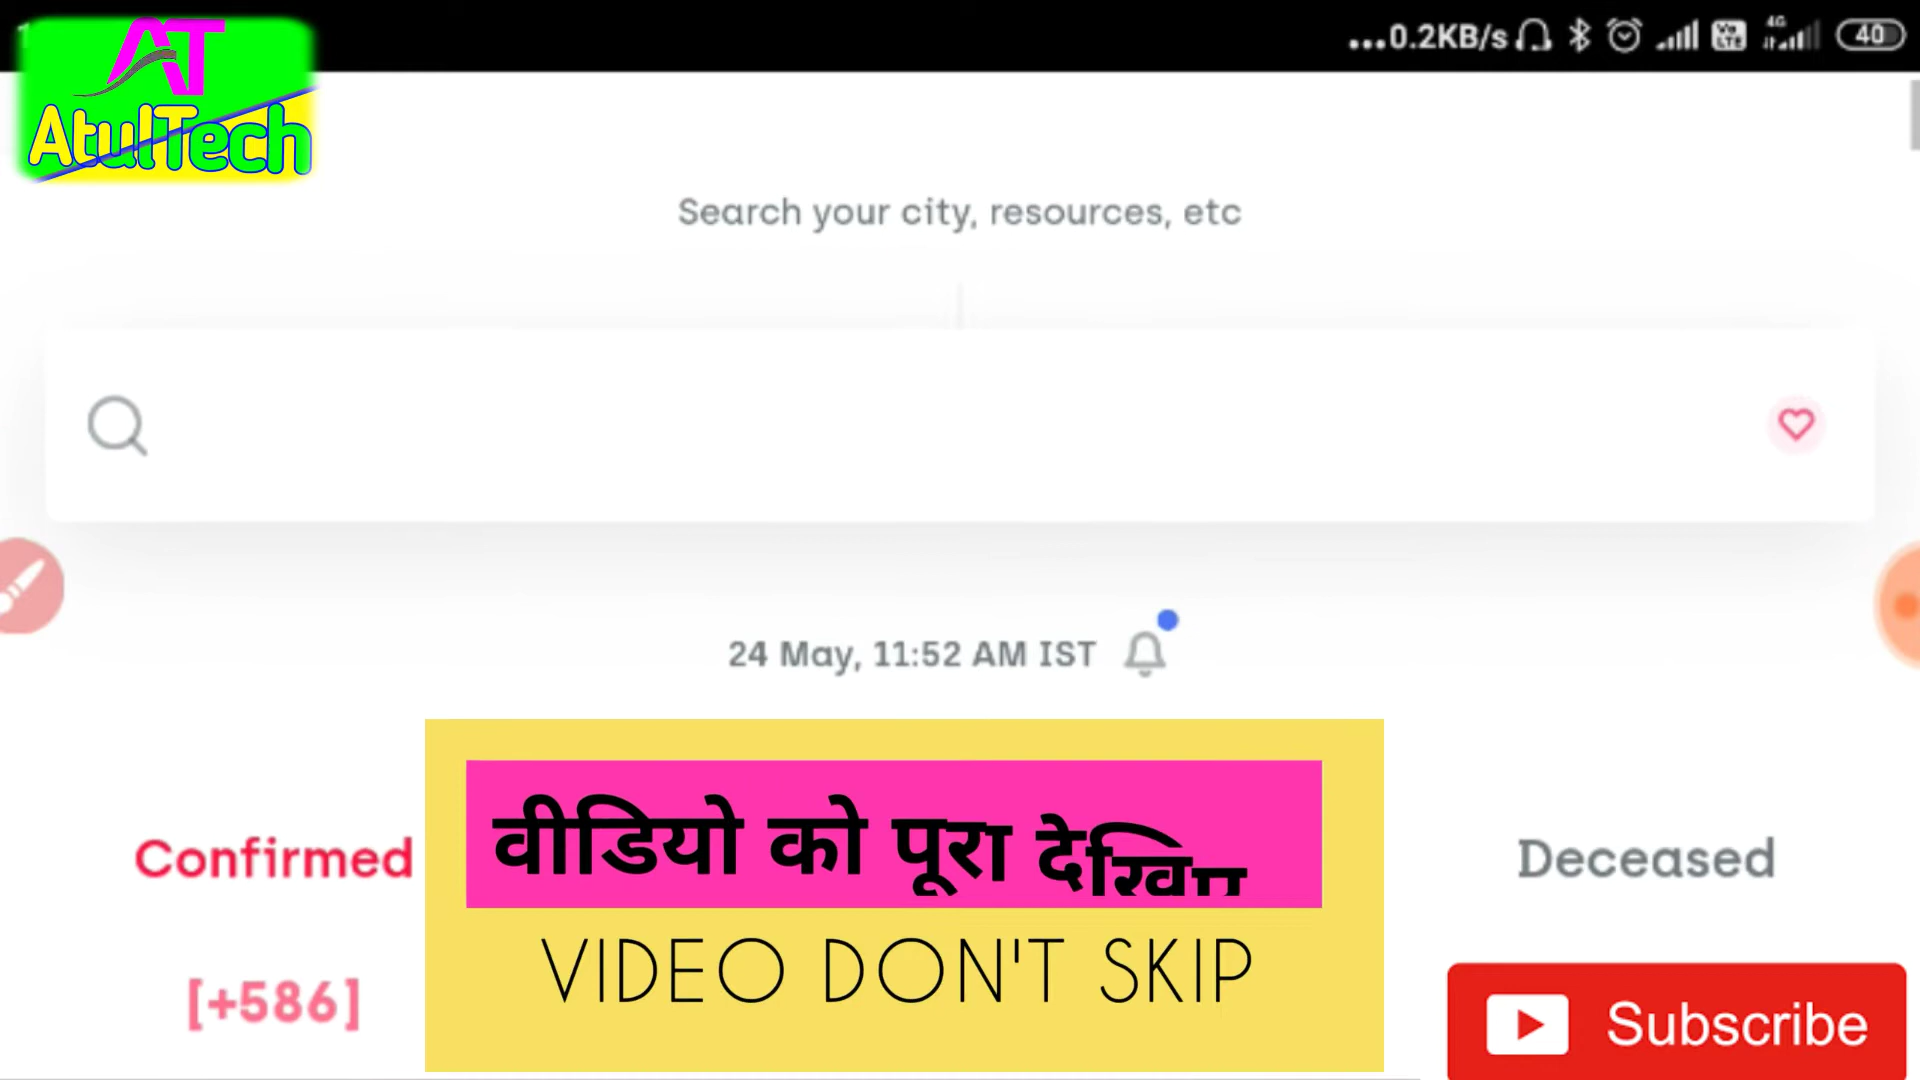 ...0.2KB/s 4G 40
AT
AtulTech
Search your city, resources, etc
24 May, 11:52 AM IST
Confirmed
Deceased
[+586]
वीडियो को पूरा देखिए
VIDEO DON'T SKIP
Subscribe